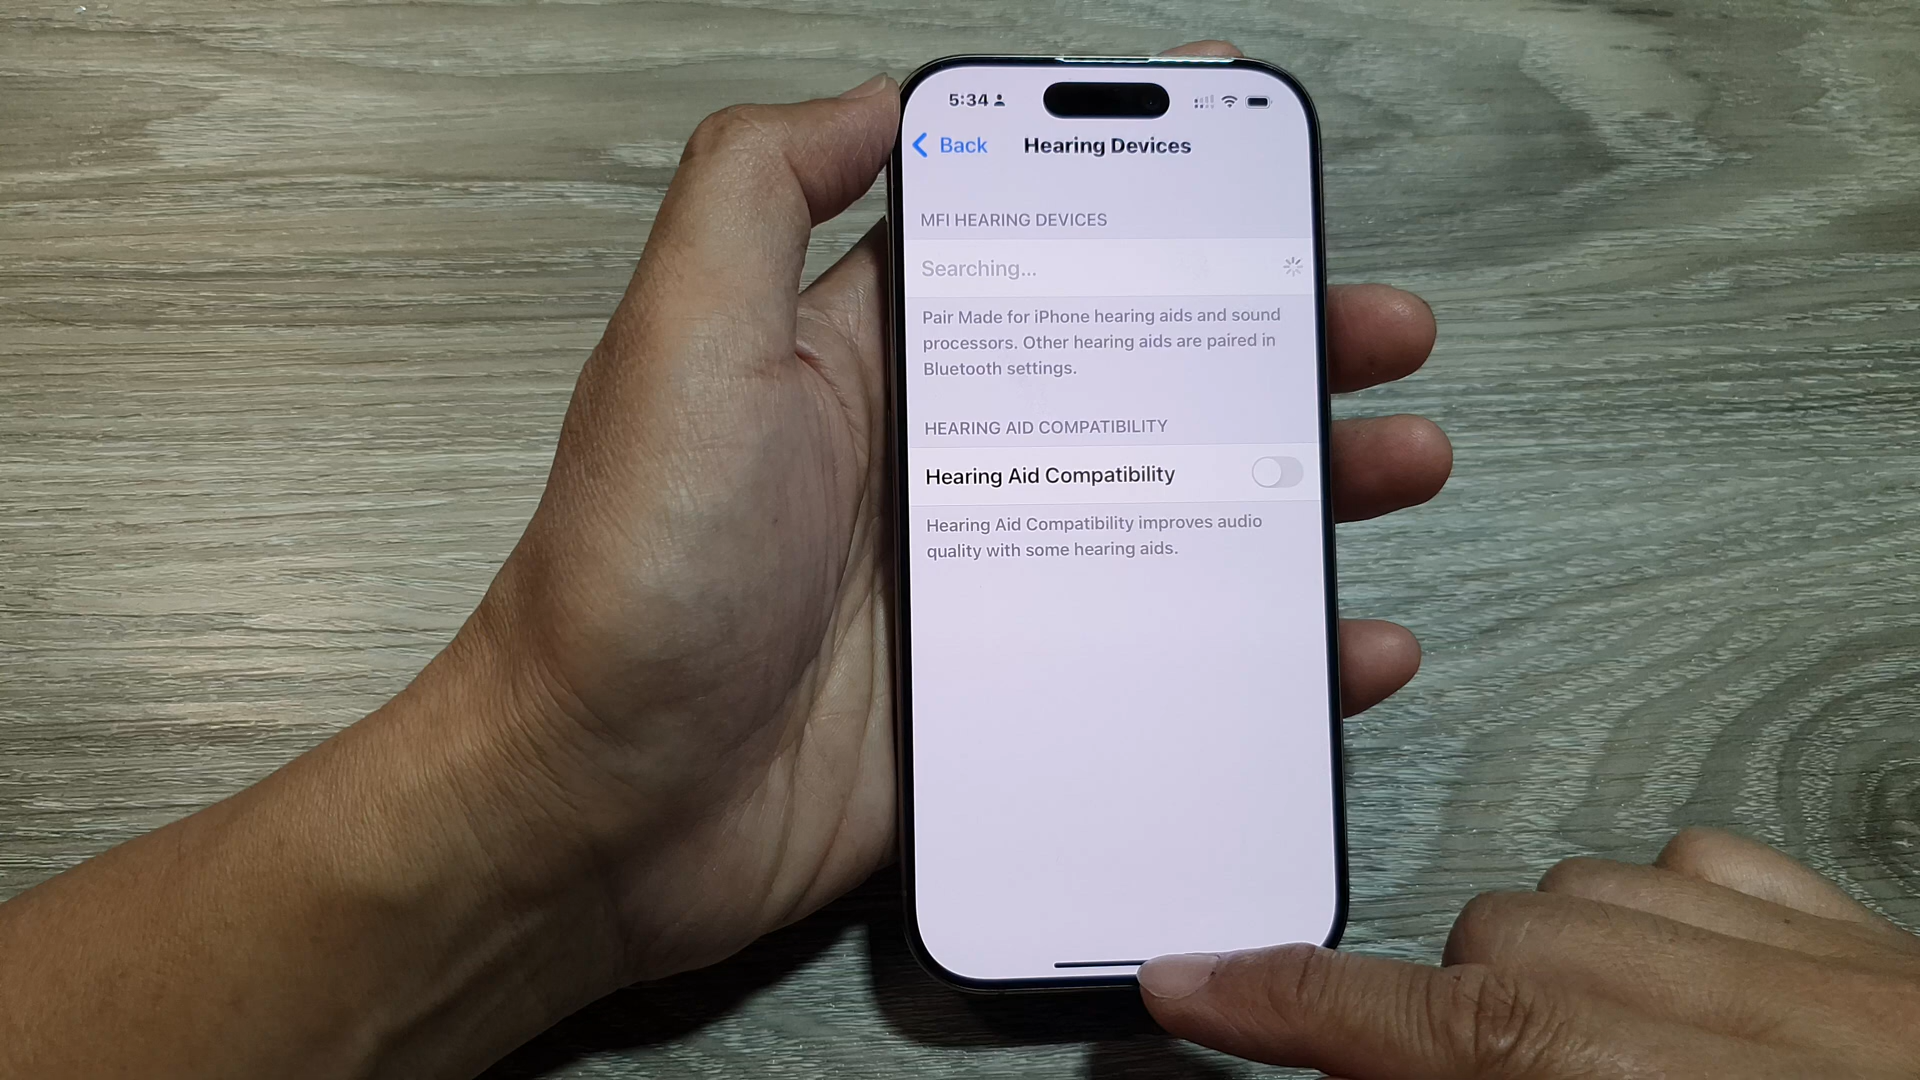 5:34
Back
Hearing Devices
MFI HEARING DEVICES
Searching...
Pair Made for iPhone hearing aids and sound
processors. Other hearing aids are paired in
Bluetooth settings.
HEARING AID COMPATIBILITY
Hearing Aid Compatibility
Hearing Aid Compatibility improves audio
quality with some hearing aids.